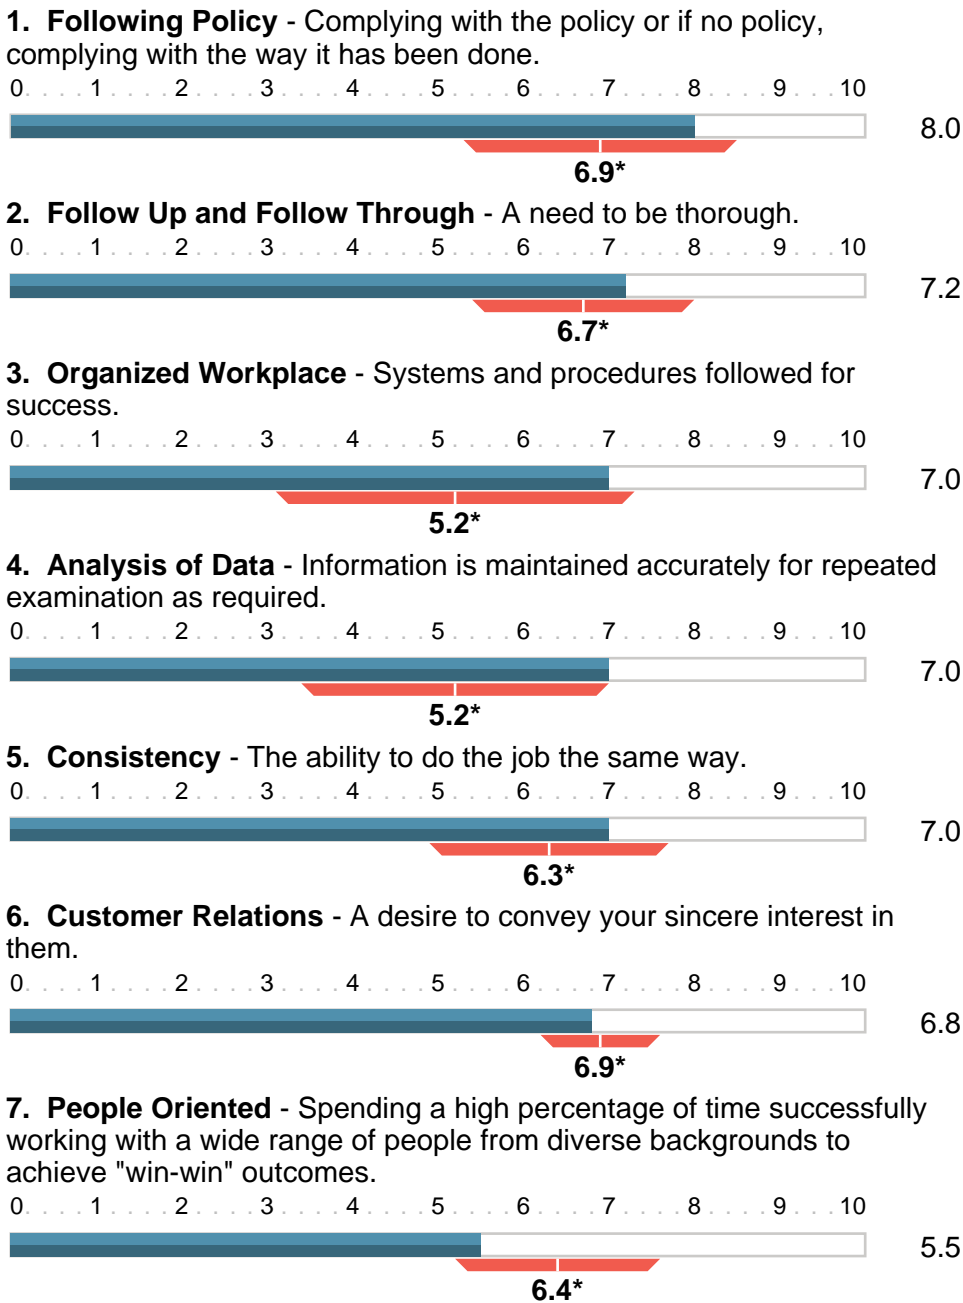 1. Following Policy - Complying with the policy or if no policy,
complying with the way it has been done.
0. . . . 1 . . . . 2 . . . . 3 . . . . 4 . . . . 5 . . . . 6 . . . . 7 . . . . 8 . . . . 9 . . . 10
8.0
6.9*
2. Follow Up and Follow Through - A need to be thorough.
0. . . . 1 . . . . 2 . . . . 3 . . . . 4 . . . . 5 . . . . 6 . . . . 7 . . . . 8 . . . . 9 . . . 10
7.2
6.7*
3. Organized Workplace - Systems and procedures followed for
success.
0. . . . 1 . . . . 2 . . . . 3 . . . . 4 . . . . 5 . . . . 6 . . . . 7 . . . . 8 . . . . 9 . . . 10
7.0
5.2*
4. Analysis of Data - Information is maintained accurately for repeated
examination as required.
0. . . . 1 . . . . 2 . . . . 3 . . . . 4 . . . . 5 . . . . 6 . . . . 7 . . . . 8 . . . . 9 . . . 10
7.0
5.2*
5. Consistency - The ability to do the job the same way.
0. . . . 1 . . . . 2 . . . . 3 . . . . 4 . . . . 5 . . . . 6 . . . . 7 . . . . 8 . . . . 9 . . . 10
7.0
6.3*
6. Customer Relations - A desire to convey your sincere interest in
them.
0. . . . 1 . . . . 2 . . . . 3 . . . . 4 . . . . 5 . . . . 6 . . . . 7 . . . . 8 . . . . 9 . . . 10
6.8
6.9*
7. People Oriented - Spending a high percentage of time successfully
working with a wide range of people from diverse backgrounds to
achieve "win-win" outcomes.
0. . . . 1 . . . . 2 . . . . 3 . . . . 4 . . . . 5 . . . . 6 . . . . 7 . . . . 8 . . . . 9 . . . 10
5.5
6.4*